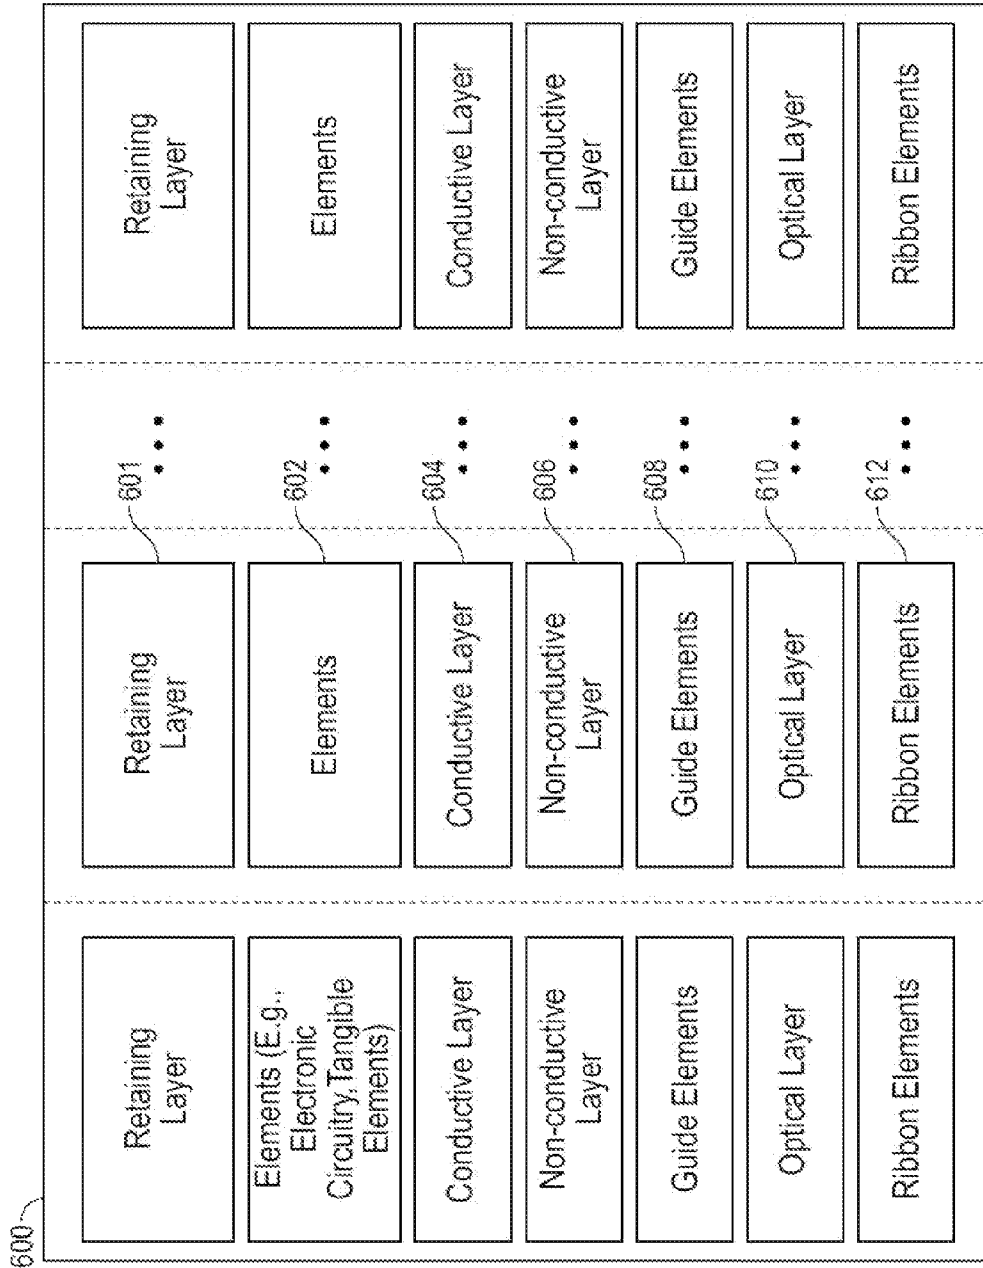 600
Retaining
Layer
Elements (E.g.,
Electronic
Circuitry,Tangible
Elements)
Conductive Layer
Non-conductive
Layer
Guide Elements
Optical Layer
Ribbon Elements
Retaining
Layer
Elements
Conductive Layer
Non-conductive
Layer
Guide Elements
Optical Layer
Ribbon Elements
601
602
604
606
608
610
612
Retaining
Layer
Elements
Conductive Layer
Non-conductive
Layer
Guide Elements
Optical Layer
Ribbon Elements